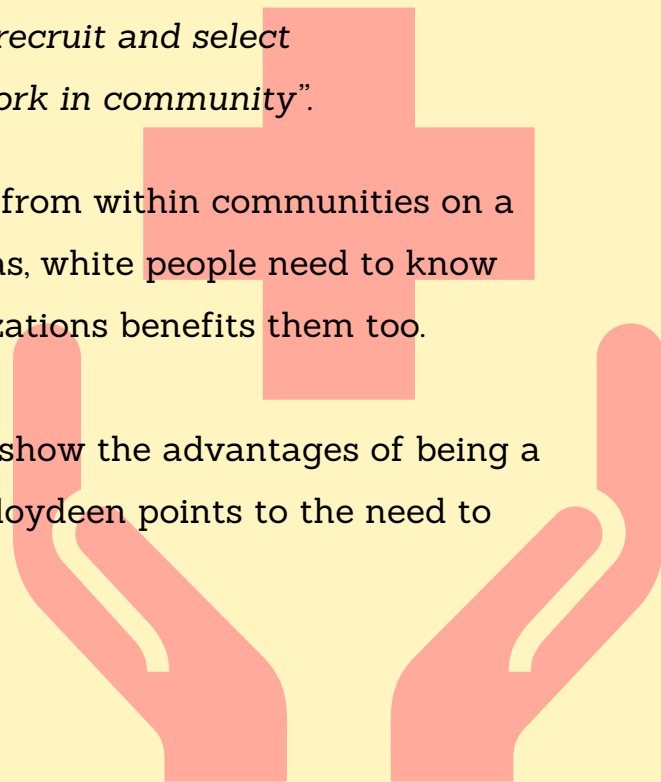 recruit and select
ork in community”.
from within communities on a
as, white people need to know
zations benefits them too.
show the advantages of being a
loydeen points to the need to